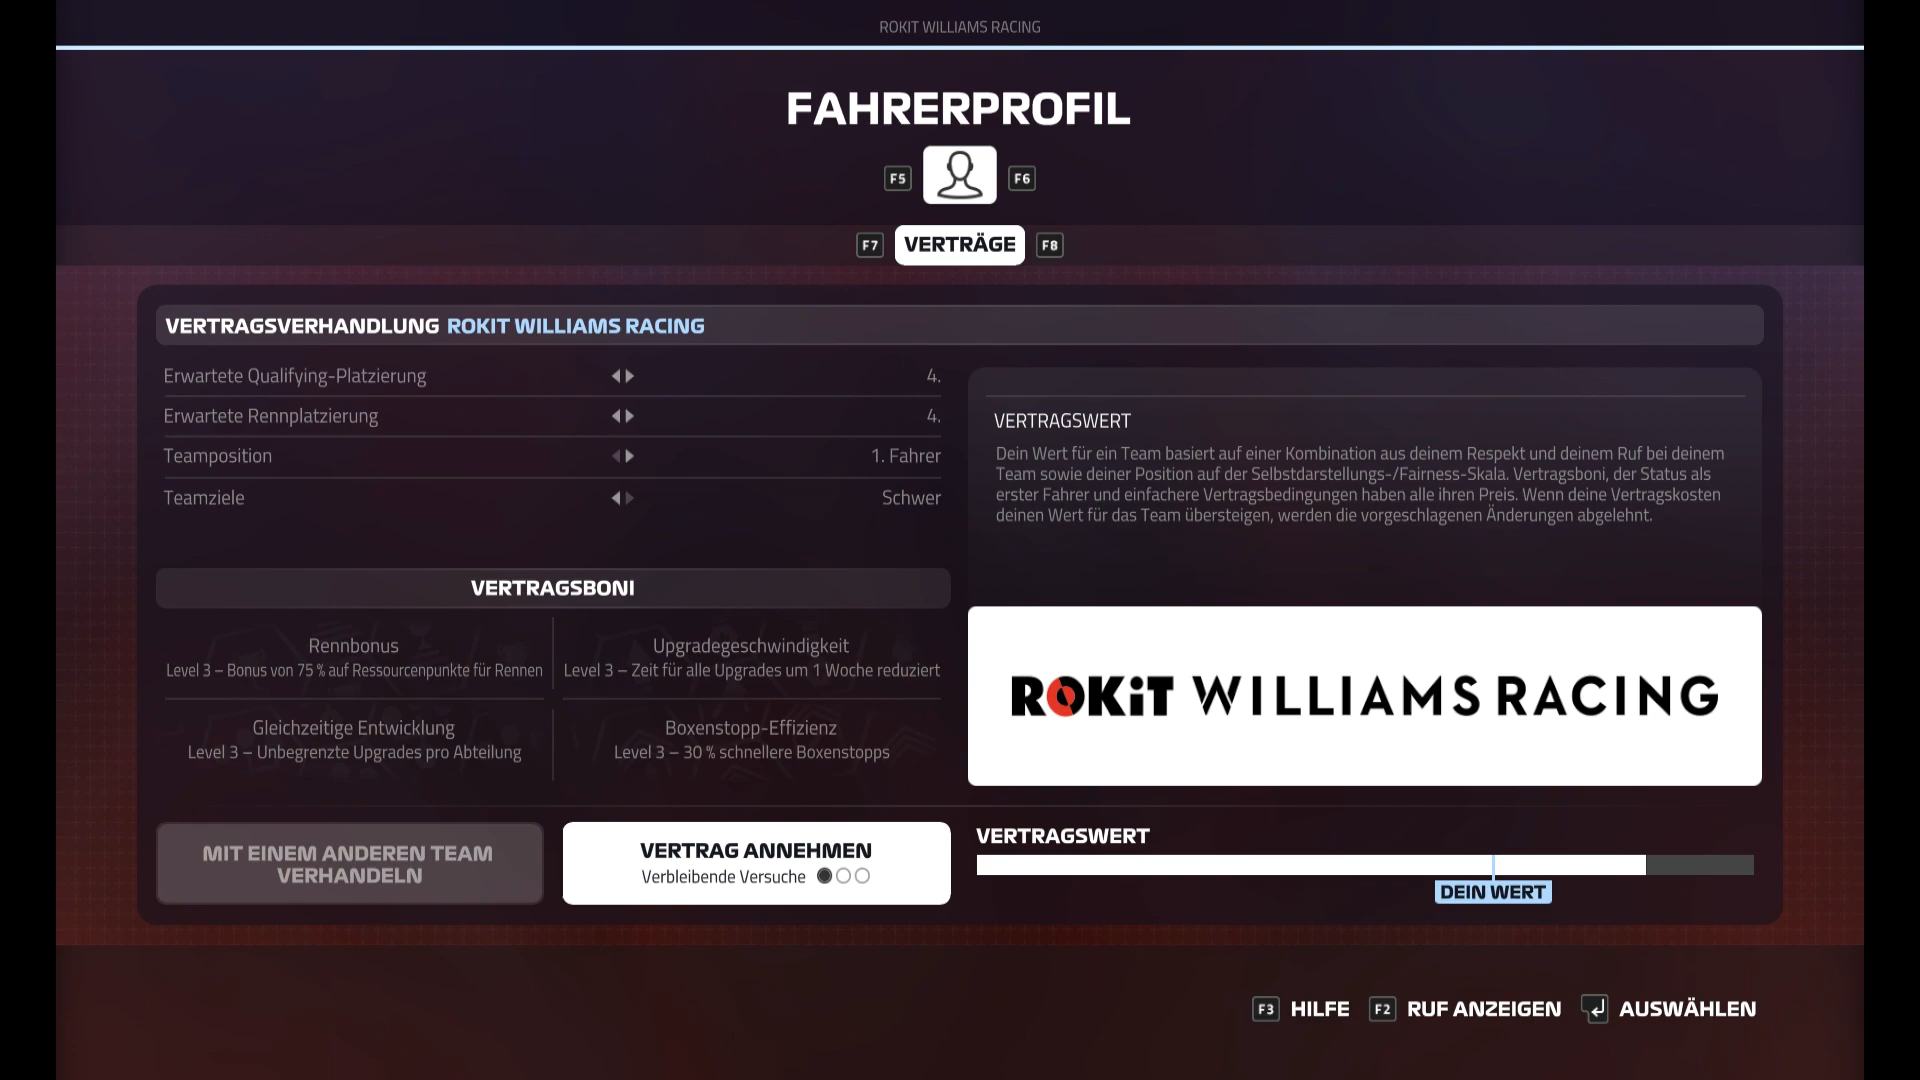 ROKIT WILLIAMS RACING
FAHRERPROFIL
F5 F6
F7 VERTRÄGE F8
VERTRAGSVERHANDLUNG ROKIT WILLIAMS RACING
Erwartete Qualifying-Platzierung 4.
Erwartete Rennplatzierung 4.
Teamposition 1. Fahrer
Teamziele Schwer
VERTRAGSWERT
Dein Wert für ein Team basiert auf einer Kombination aus deinem Respekt und deinem Ruf bei deinem
Team sowie deiner Position auf der Selbstdarstellungs-/Fairness-Skala. Vertragsboni, der Status als
erster Fahrer und einfachere Vertragsbedingungen haben alle ihren Preis. Wenn deine Vertragskosten
deinen Wert für das Team übersteigen, werden die vorgeschlagenen Änderungen abgelehnt.
VERTRAGSBONI
Rennbonus
Level 3 – Bonus von 75 % auf Ressourcenpunkte für Rennen
Upgradegeschwindigkeit
Level 3 – Zeit für alle Upgrades um 1 Woche reduziert
Gleichzeitige Entwicklung
Level 3 – Unbegrenzte Upgrades pro Abteilung
Boxenstopp-Effizienz
Level 3 – 30 % schnellere Boxenstopps
ROKiT WILLIAMS RACING
MIT EINEM ANDEREN TEAM
VERHANDELN
VERTRAG ANNEHMEN
Verbleibende Versuche
VERTRAGSWERT
DEIN WERT
F3 HILFE F2 RUF ANZEIGEN AUSWÄHLEN